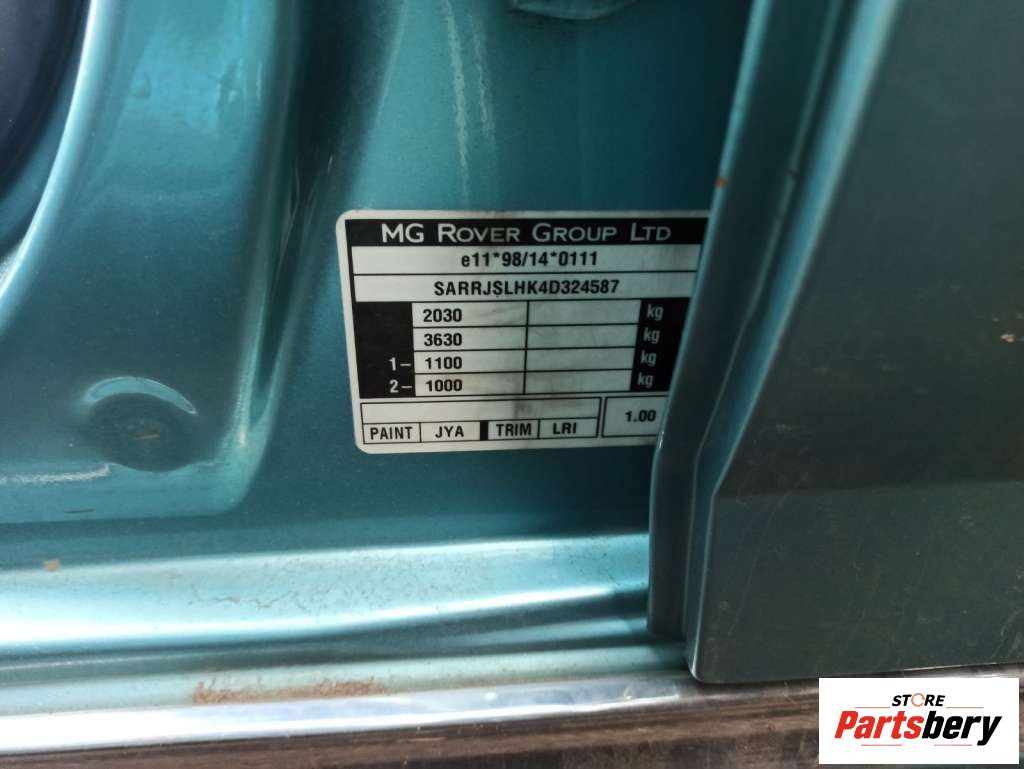 MG ROVER GROUP LTD
e11*98/14*0111
SARRJSLHK4D324587
2030 kg
3630 kg
1- 1100 kg
2- 1000 kg
1.00
PAINT JYA TRIM LRI
STORE
Partsbery